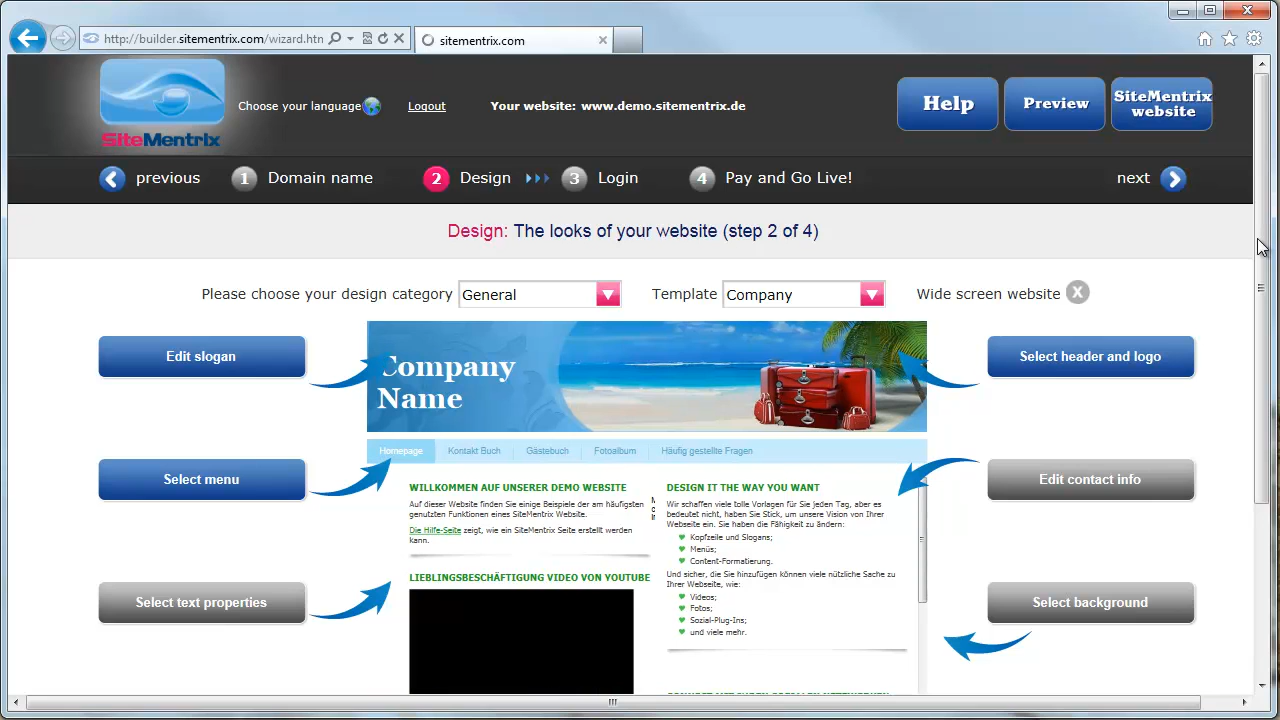 http://builder.sitementrix.com/wizard.htn
sitementrix.com
SiteMentrix
Choose your language
Logout
Your website: www.demo.sitementrix.de
Help
Preview
SiteMentrix
website
previous
1 Domain name
2 Design
3 Login
4 Pay and Go Live!
next
Design: The looks of your website (step 2 of 4)
Please choose your design category General
Template Company
Wide screen website X
Edit slogan
Select header and logo
Company
Name
Homepage Kontakt Buch Gästebuch Fotoalbum Häufig gestellte Fragen
Select menu
Edit contact info
WILLKOMMEN AUF UNSERER DEMO WEBSITE
Auf dieser Website finden Sie einige Beispiele der am häufigsten
genutzten Funktionen eines SiteMentrix Website.
Die Hilfe-Seite zeigt, wie ein SiteMentrix Seite erstellt werden
kann.
LIEBLINGSBESCHÄFTIGUNG VIDEO VON YOUTUBE
DESIGN IT THE WAY YOU WANT
Wir schaffen viele tolle Vorlagen für Sie jeden Tag, aber es
bedeutet nicht, haben Sie Stick, um unsere Vision von Ihrer
Webseite ein. Sie haben die Fähigkeit zu ändern:
Kopfzeile und Slogans;
Menüs;
Content-Formatierung.
Und sicher, die Sie hinzufügen können viele nützliche Sache zu
Ihrer Webseite, wie:
Videos;
Fotos;
Sozial-Plug-Ins;
und viele mehr.
Select text properties
Select background